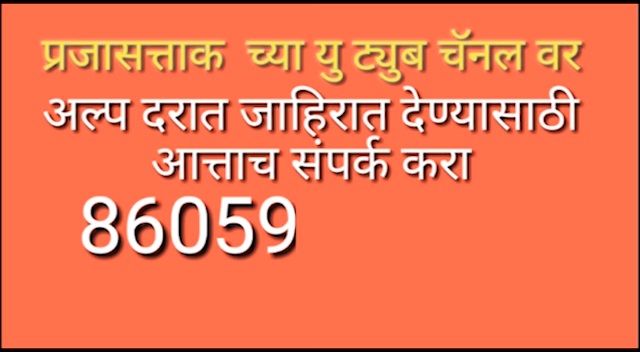 प्रजासत्ताक च्या यु ट्युब चॅनल वर
अल्प दरात जाहिरात देण्यासाठी
आत्ताच संपर्क करा
86059